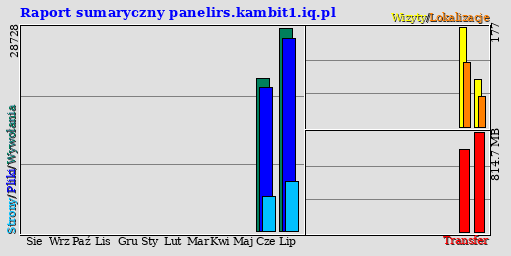 Raport sumaryczny panelirs.kambit1.iq.pl
Wizyty/Lokalizacje
28728
177
Strony/Pliki/Wywołania
814.7 MB
Sie Wrz Paź Lis Gru Sty Lut Mar Kwi Maj Cze Lip
Transfer